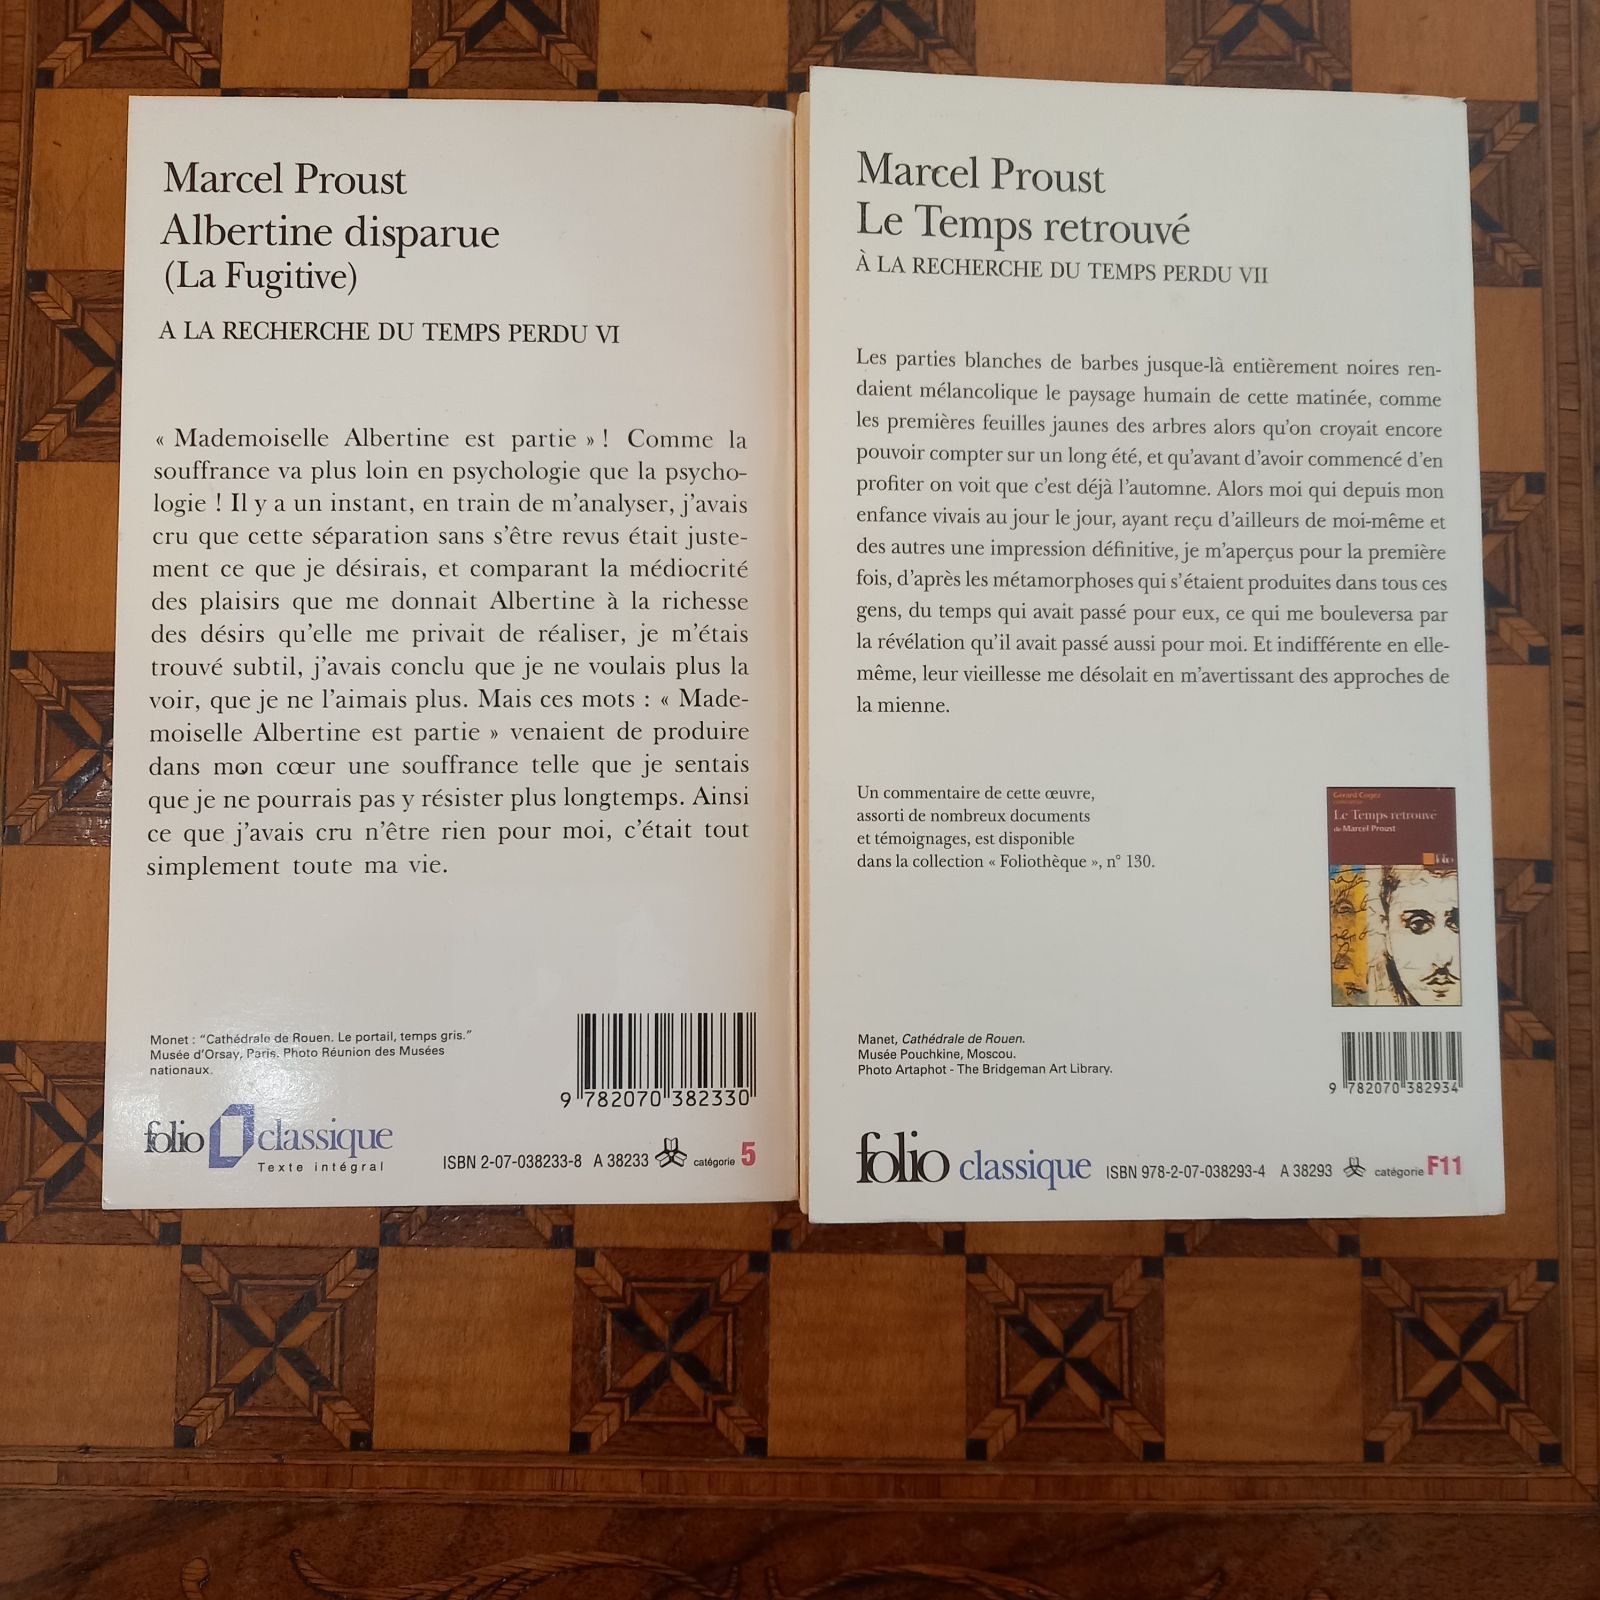 Marcel Proust
Albertine disparue
(La Fugitive)
A LA RECHERCHE DU TEMPS PERDU VI
« Mademoiselle Albertine est partie » ! Comme la
souffrance va plus loin en psychologie que la psycho-
logie ! Il y a un instant, en train de m'analyser, j'avais
cru que cette séparation sans s'être revus était juste-
ment ce que je désirais, et comparant la médiocrité
des plaisirs que me donnait Albertine à la richesse
des désirs qu'elle me privait de réaliser, je m'étais
trouvé subtil, j'avais conclu que je ne voulais plus la
voir, que je ne l'aimais plus. Mais ces mots : « Made-
moiselle Albertine est partie » venaient de produire
dans mon cœur une souffrance telle que je sentais
que je ne pourrais pas y résister plus longtemps. Ainsi
ce que j'avais cru n'être rien pour moi, c'était tout
simplement toute ma vie.
Monet : "Cathédrale de Rouen. Le portail, temps gris."
Musée d'Orsay, Paris. Photo Réunion des Musées
nationaux.
9 782070 382330
folio classique
Texte intégral
ISBN 2-07-038233-8 A 38233 catégorie 5
Marcel Proust
Le Temps retrouvé
À LA RECHERCHE DU TEMPS PERDU VII
Les parties blanches de barbes jusque-là entièrement noires ren-
daient mélancolique le paysage humain de cette matinée, comme
les premières feuilles jaunes des arbres alors qu'on croyait encore
pouvoir compter sur un long été, et qu'avant d'avoir commencé d'en
profiter on voit que c'est déjà l'automne. Alors moi qui depuis mon
enfance vivais au jour le jour, ayant reçu d'ailleurs de moi-même et
des autres une impression définitive, je m'aperçus pour la première
fois, d'après les métamorphoses qui s'étaient produites dans tous ces
gens, du temps qui avait passé pour eux, ce qui me bouleversa par
la révélation qu'il avait passé aussi pour moi. Et indifférente en elle-
même, leur vieillesse me désolait en m'avertissant des approches de
la mienne.
Un commentaire de cette œuvre,
assorti de nombreux documents
et témoignages, est disponible
dans la collection « Foliothèque », n° 130.
Gérard Cogez
Le Temps retrouvé
de Marcel Proust
folio
Manet, Cathédrale de Rouen.
Musée Pouchkine, Moscou.
Photo Artaphot - The Bridgeman Art Library.
9 782070 382934
folio classique ISBN 978-2-07-038293-4 A 38293 catégorie F11